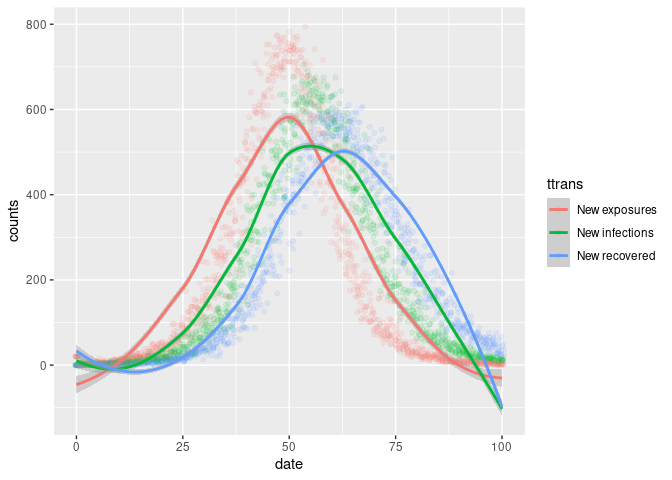 800
600
400
200
0
counts
0 25 50 75 100
date
ttrans
New exposures
New infections
New recovered